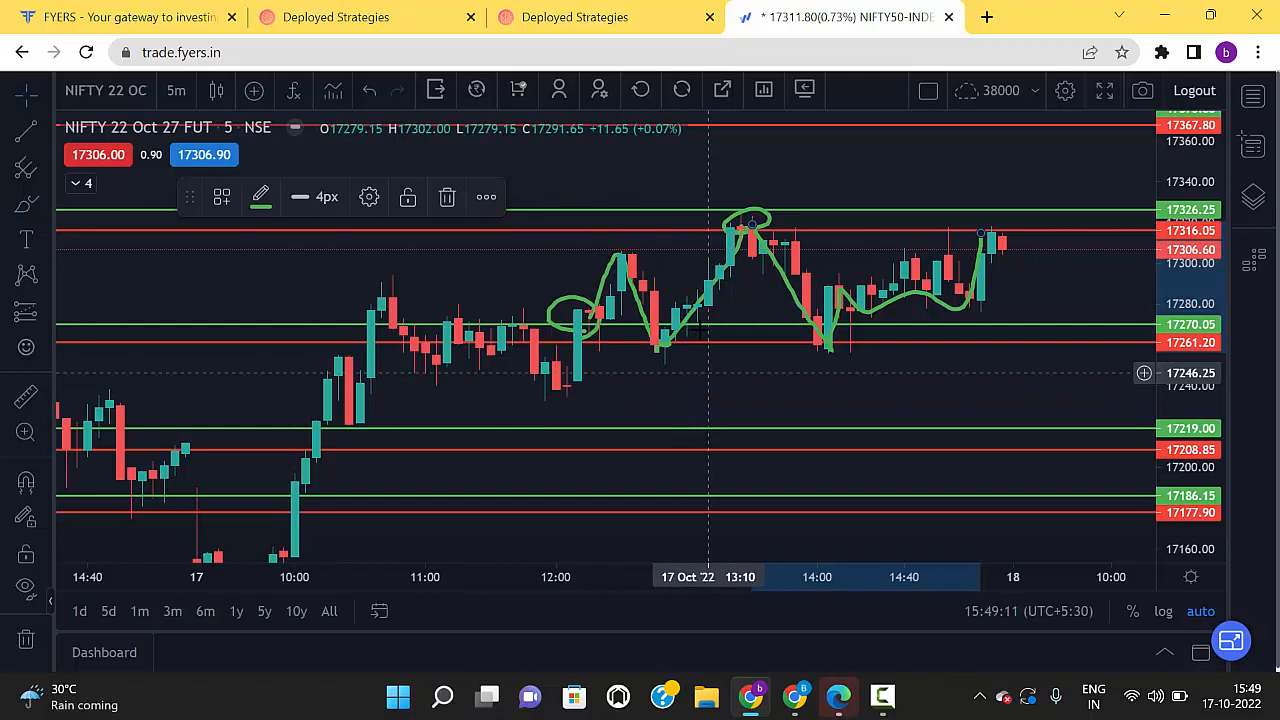 FYERS - Your gateway to investin
Deployed Strategies
Deployed Strategies
* 17311.80(0.73%) NIFTY50-INDE
trade.fyers.in
b
NIFTY 22 OC
5m
38000
Logout
NIFTY 22 Oct 27 FUT · 5 · NSE
O17279.15 H17302.00 L17279.15 C17291.65 +11.65 (+0.07%)
17306.00
0.90
17306.90
4
4px
17367.80
17360.00
17340.00
17326.25
17316.05
17306.60
17300.00
17280.00
17270.05
17261.20
17246.25
17240.00
17219.00
17208.85
17200.00
17186.15
17177.90
17160.00
14:40
17
10:00
11:00
12:00
17 Oct '22 13:10
14:00
14:40
18
10:00
1d
5d
1m
3m
6m
1y
5y
10y
All
15:49:11 (UTC+5:30)
%
log
auto
Dashboard
30°C
Rain coming
ENG
IN
15:49
17-10-2022